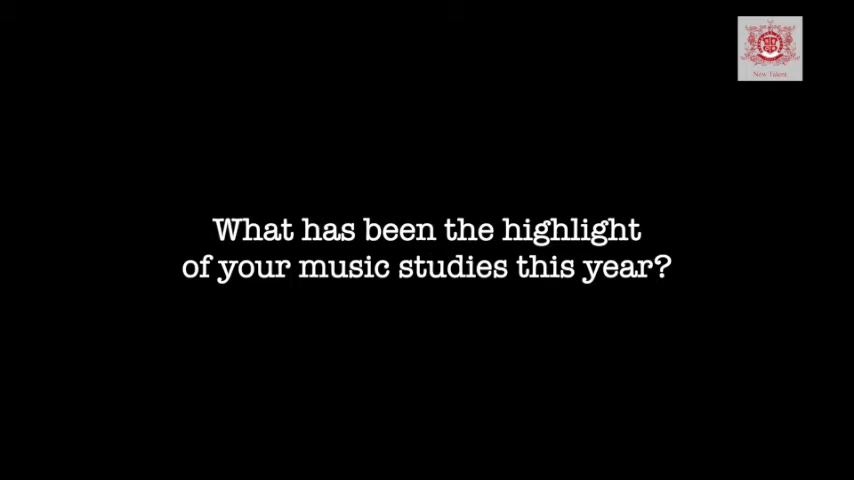 New Talent
What has been the highlight
of your music studies this year?